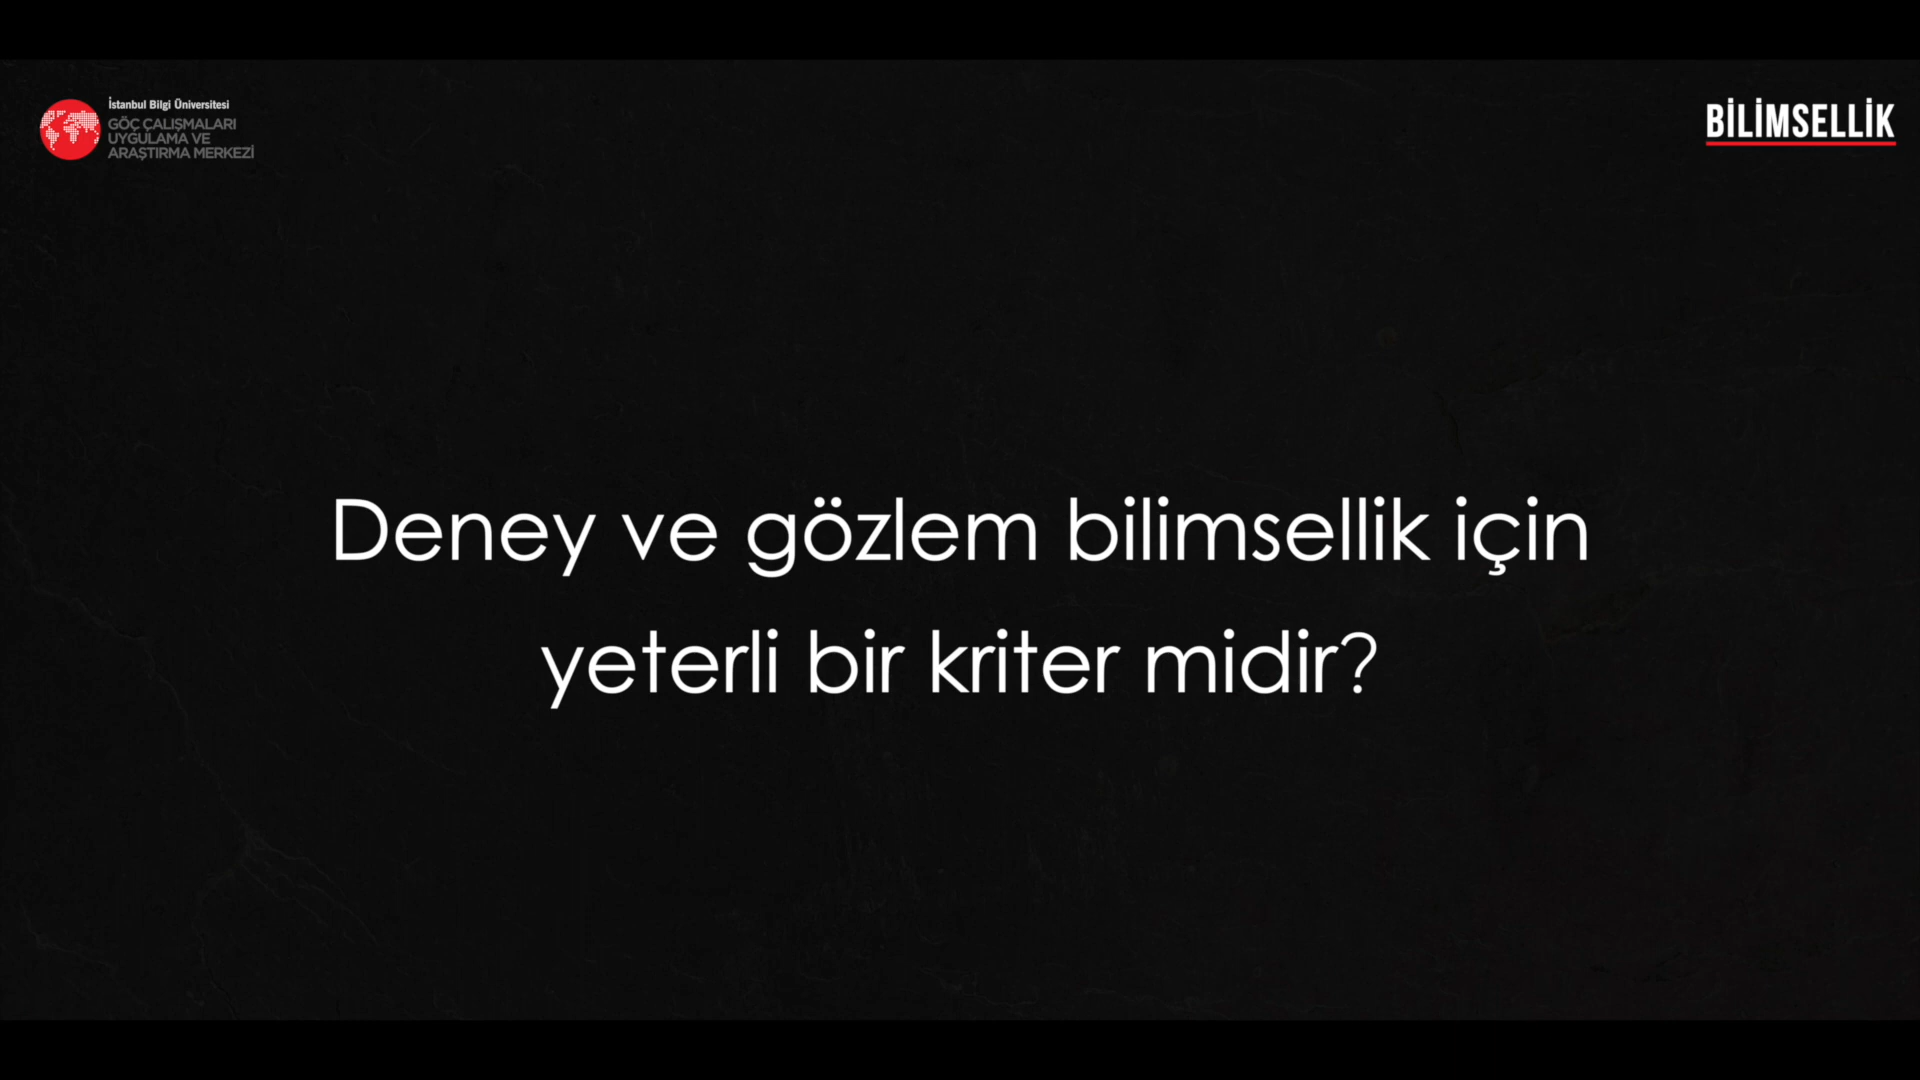 İstanbul Bilgi Üniversitesi
GÖÇ ÇALIŞMALARI
UYGULAMA VE
ARAŞTIRMA MERKEZİ
BİLİMSELLİK
Deney ve gözlem bilimsellik için
yeterli bir kriter midir?